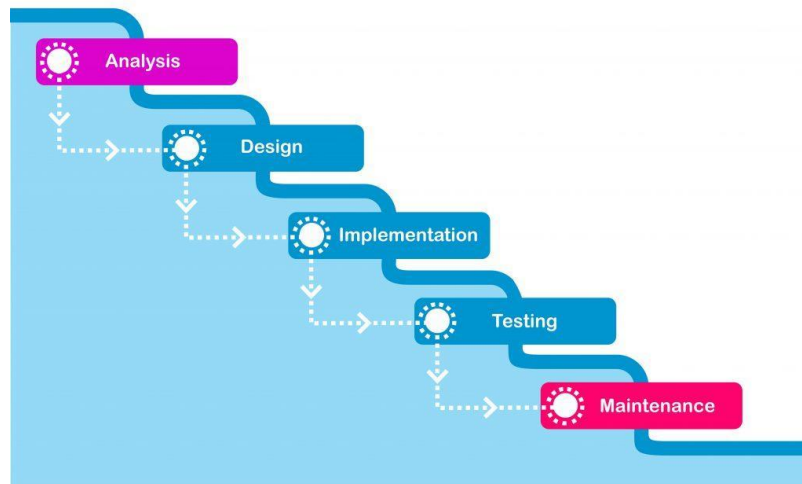 Analysis
Design
Implementation
Testing
Maintenance